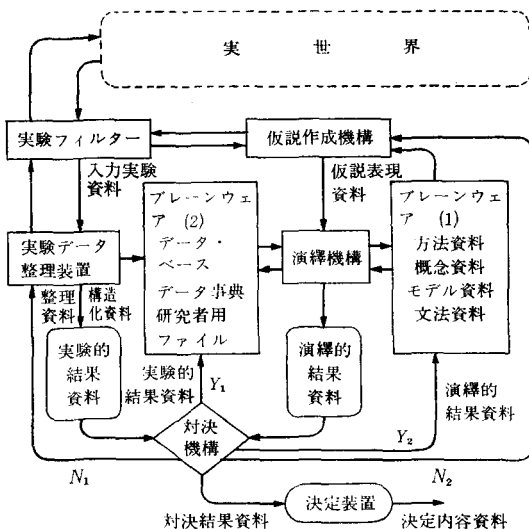 実世界
実験フィルター
仮説作成機構
入力実験
資料
仮説表現
資料
ブレーンウェ
ア (2)
データ・
ベース
データ事典
研究者用
ファイル
ブレーンウェ
ア (1)
方法資料
概念資料
モデル資料
文法資料
実験データ
整理装置
演繹機構
整理
資料
構造
化資料
実験的
結果
資料
実験的
結果資料
Y₁
演繹的
結果
資料
演繹的
結果資料
対決
機構
Y₂
N₁
N₂
決定装置
対決結果資料
決定内容資料